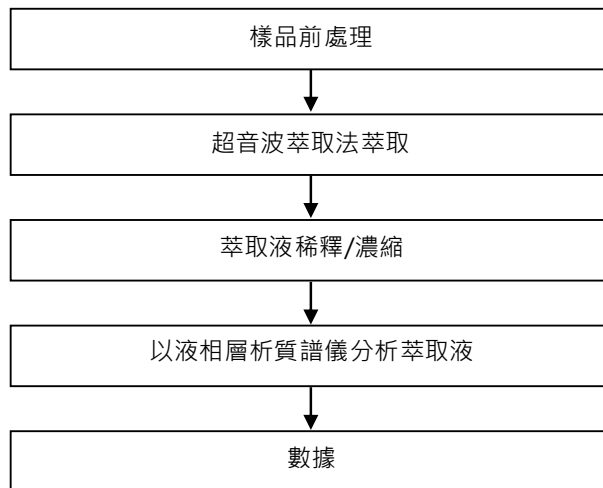 樣品前處理
超音波萃取法萃取
萃取液稀釋/濃縮
以液相層析質譜儀分析萃取液
數據